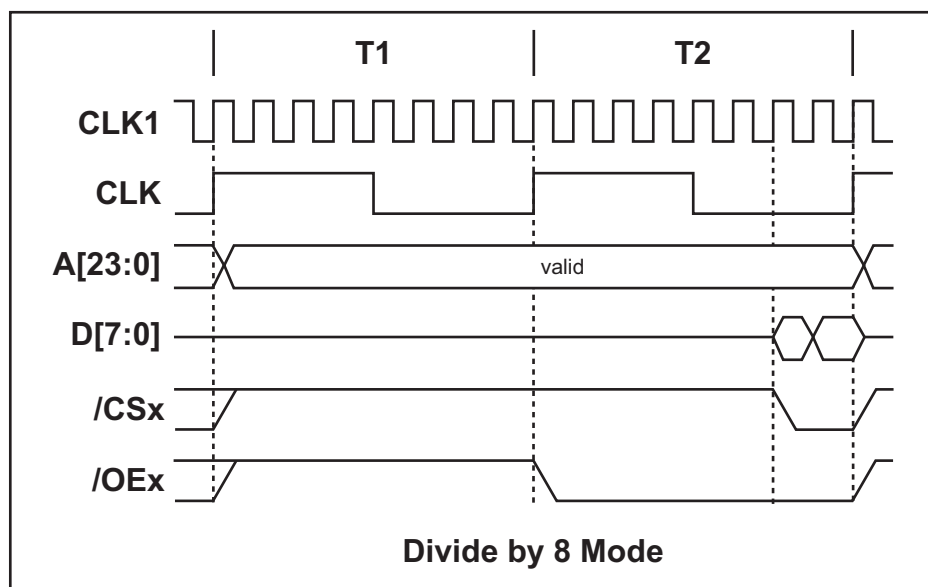 T1 T2
CLK1
CLK
A[23:0] valid
D[7:0]
/CSx
/OEx
Divide by 8 Mode